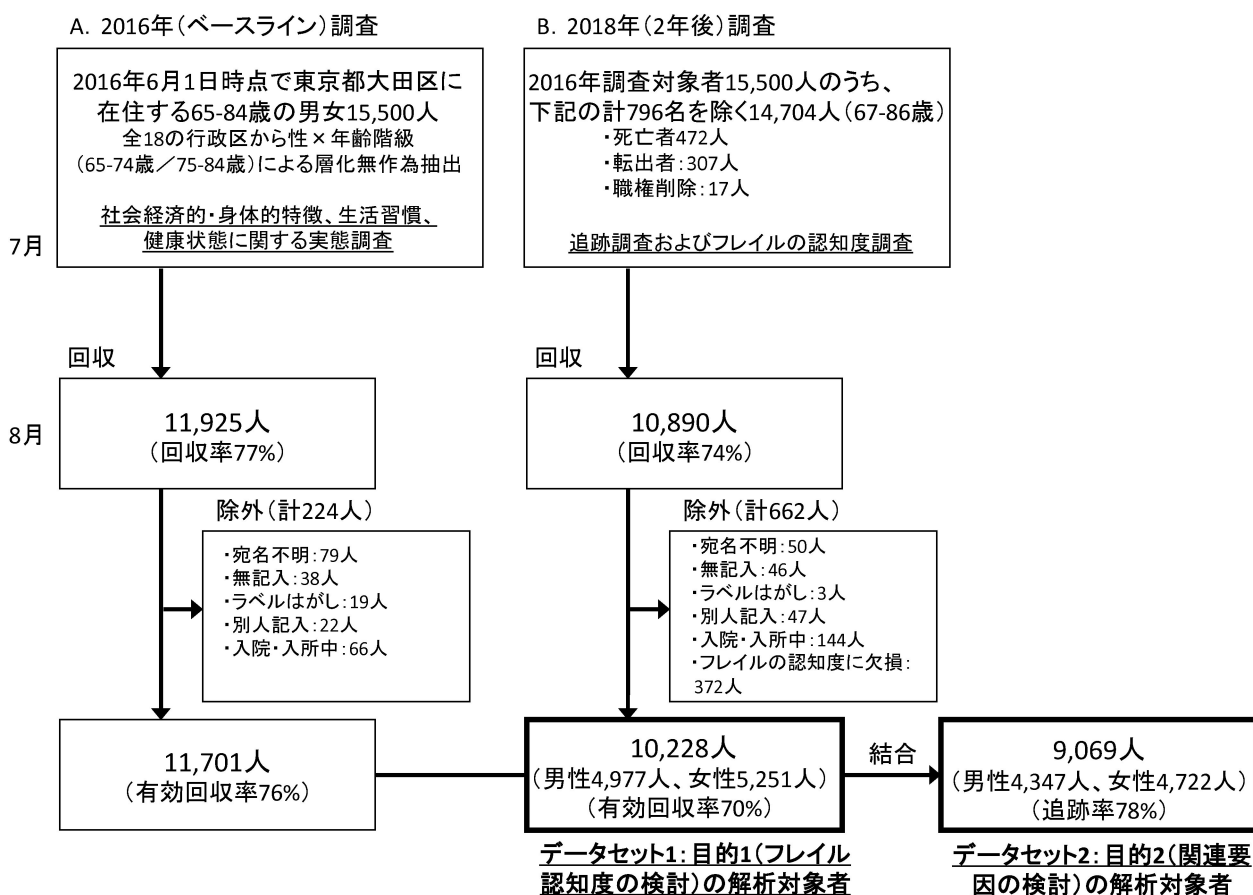 A. 2016年(ベースライン)調査
2016年6月1日時点で東京都大田区に
在住する65-84歳の男女15,500人
全18の行政区から性×年齢階級
(65-74歳/75-84歳)による層化無作為抽出
社会経済的・身体的特徴、生活習慣、
健康状態に関する実態調査
7月
回収
8月
11,925人
(回収率77%)
除外(計224人)
・宛名不明:79人
・無記入:38人
・ラベルはがし:19人
・別人記入:22人
・入院・入所中:66人
11,701人
(有効回収率76%)
B. 2018年(2年後)調査
2016年調査対象者15,500人のうち、
下記の計796名を除く14,704人(67-86歳)
・死亡者472人
・転出者:307人
・職権削除:17人
追跡調査およびフレイルの認知度調査
回収
10,890人
(回収率74%)
除外(計662人)
・宛名不明:50人
・無記入:46人
・ラベルはがし:3人
・別人記入:47人
・入院・入所中:144人
・フレイルの認知度に欠損:
372人
10,228人
(男性4,977人、女性5,251人)
(有効回収率70%)
データセット1:目的1(フレイル
認知度の検討)の解析対象者
結合
9,069人
(男性4,347人、女性4,722人)
(追跡率78%)
データセット2:目的2(関連要
因の検討)の解析対象者